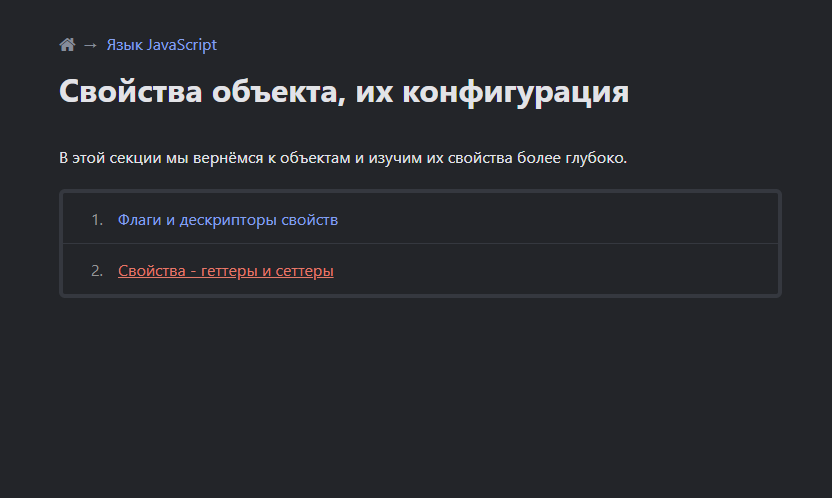 → Язык JavaScript
Свойства объекта, их конфигурация
В этой секции мы вернёмся к объектам и изучим их свойства более глубоко.
1. Флаги и дескрипторы свойств
2. Свойства - геттеры и сеттеры